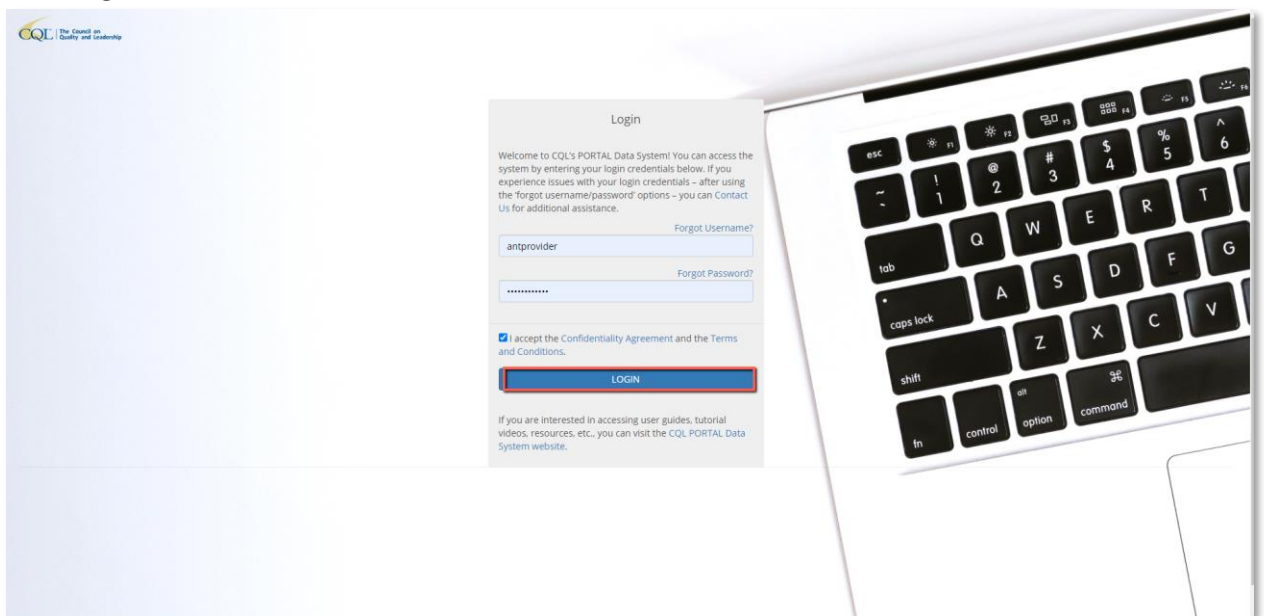 CQL The Council on
Quality and Leadership
Login
Welcome to CQL's PORTAL Data System! You can access the
system by entering your login credentials below. If you
experience issues with your login credentials – after using
the 'forgot username/password' options – you can Contact
Us for additional assistance.
Forgot Username?
antprovider
Forgot Password?
••••••••••••
I accept the Confidentiality Agreement and the Terms
and Conditions.
LOGIN
If you are interested in accessing user guides, tutorial
videos, resources, etc., you can visit the CQL PORTAL Data
System website.
esc F1 F2 F3 F4 F5 F6
~ ` ! 1 @ 2 # 3 $ 4 % 5 ^ 6
tab Q W E R T
caps lock A S D F G
shift Z X C V
fn control alt option ⌘ command